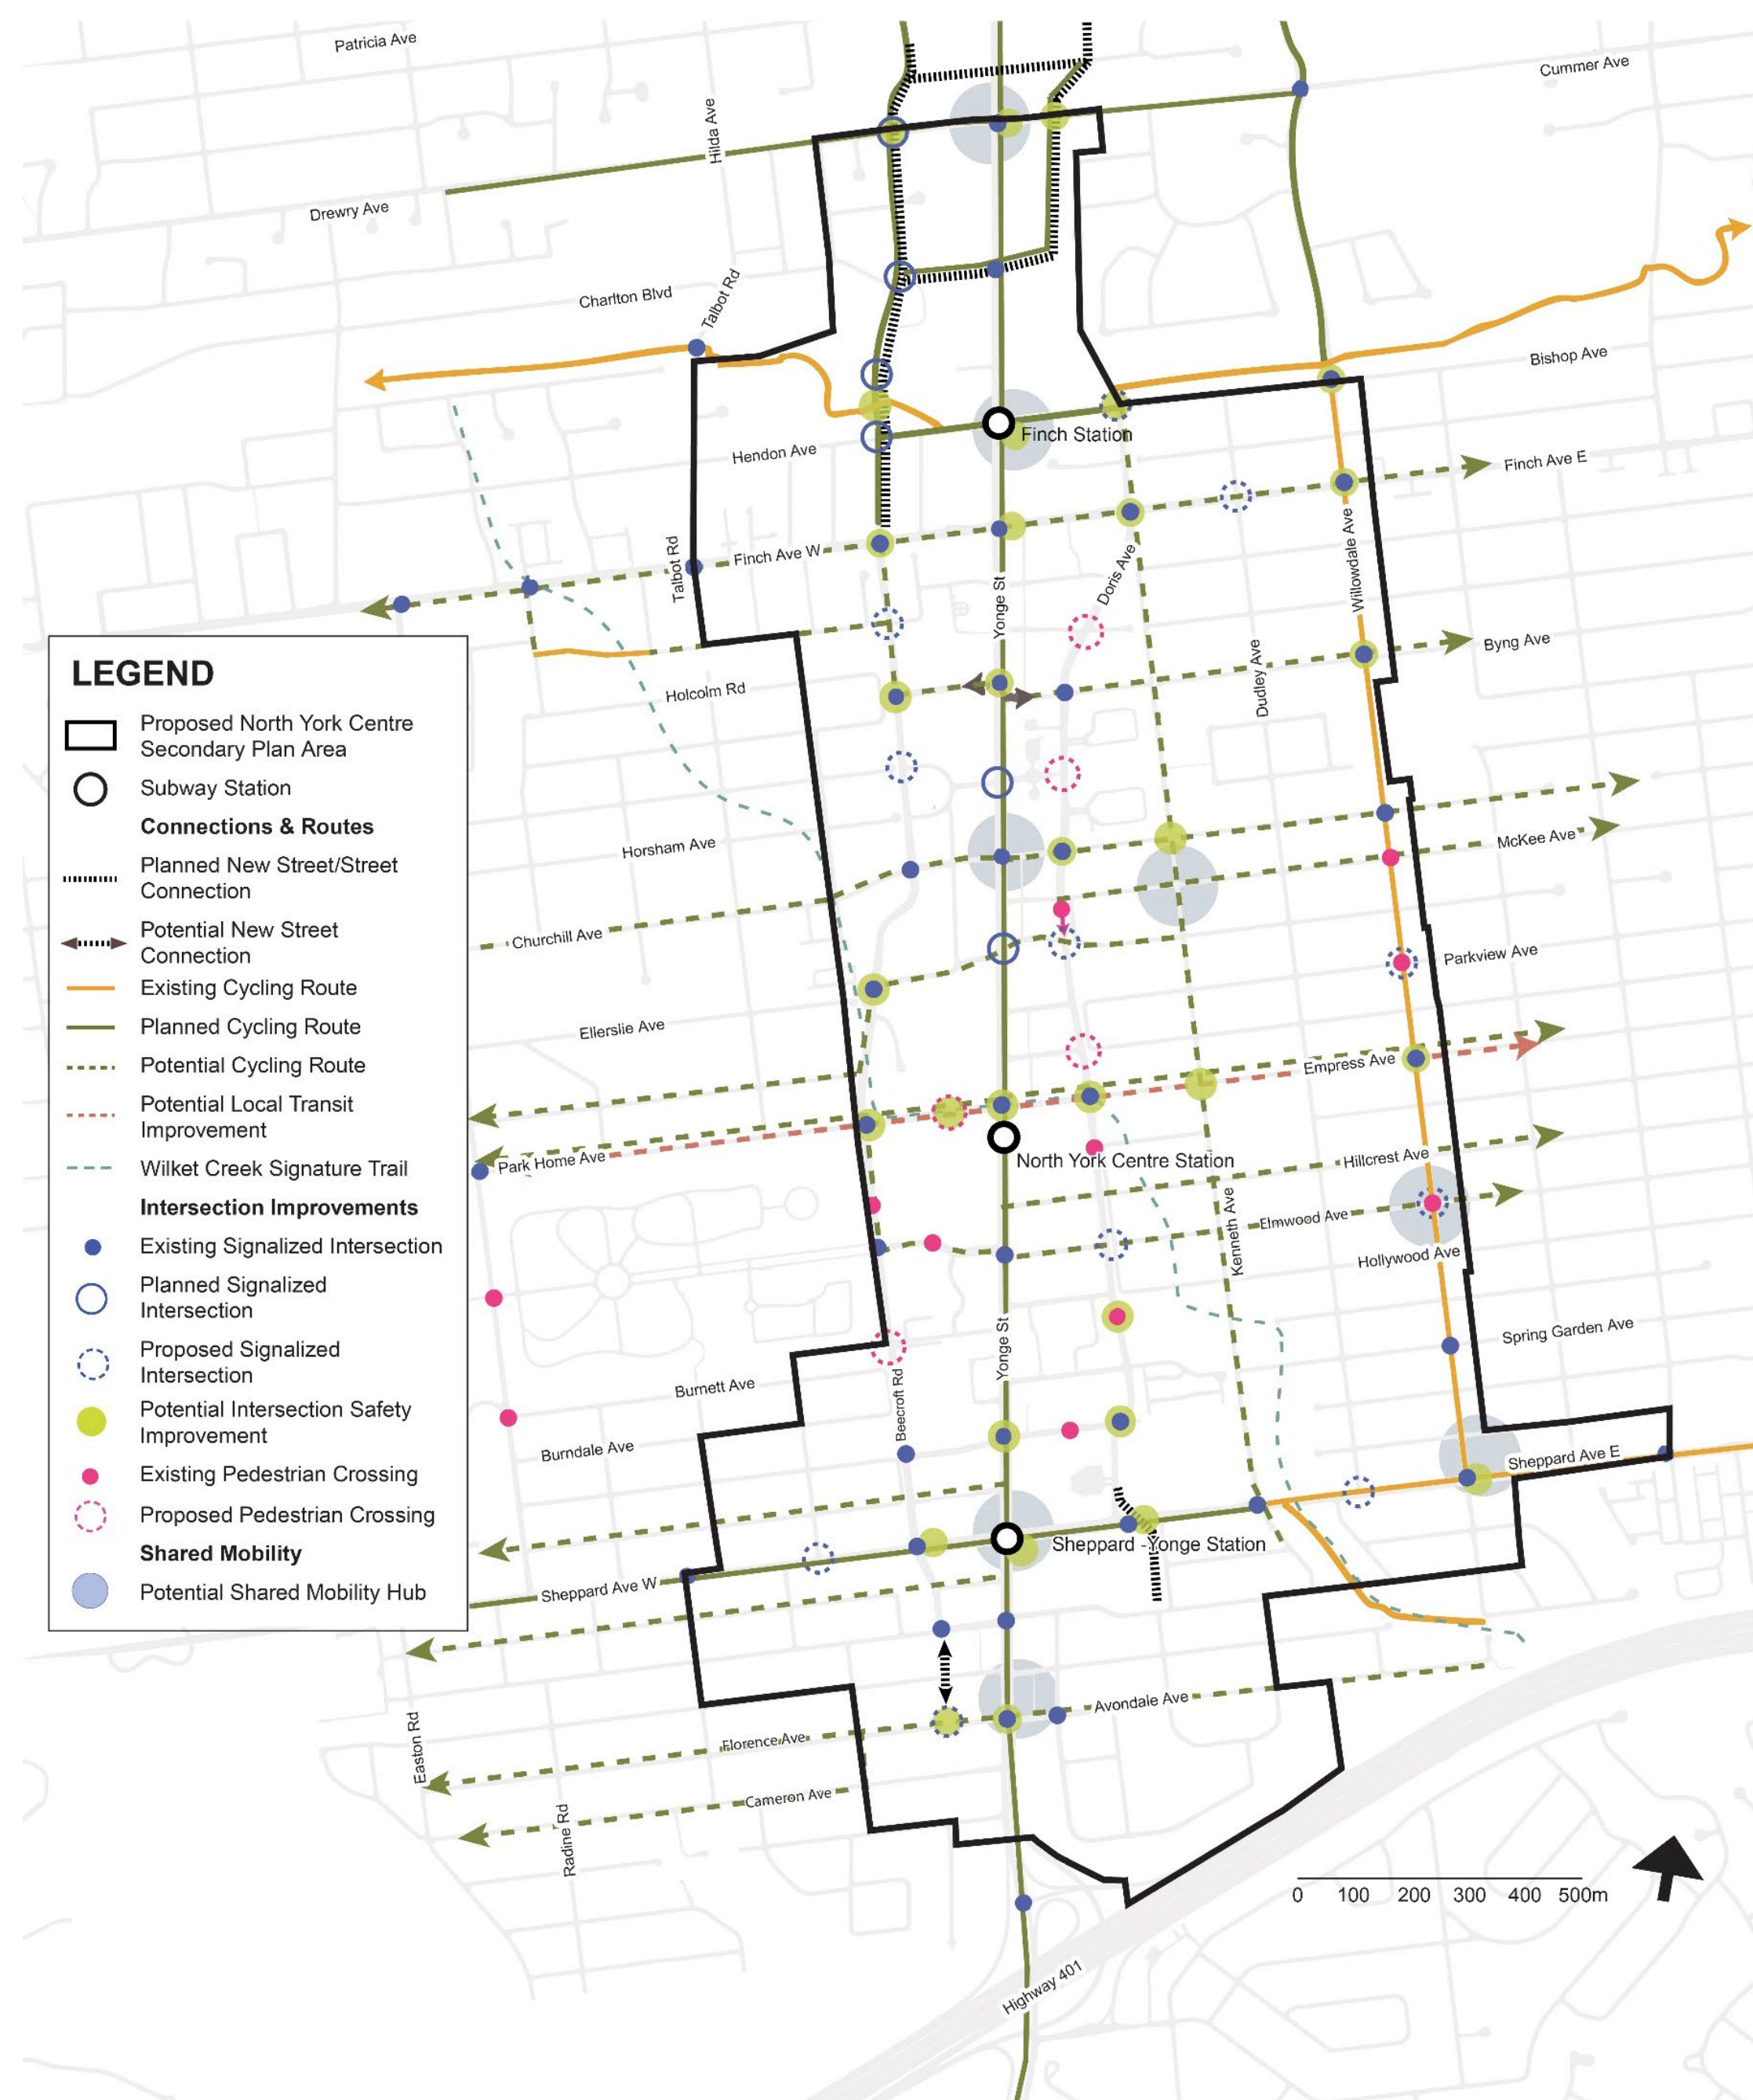 Patricia Ave
Cummer Ave
Hilda Ave
Drewry Ave
Talbot Rd
Charlton Blvd
Bishop Ave
Finch Station
Hendon Ave
Finch Ave E
Talbot Rd
Finch Ave W
Willowdale Ave
Doris Ave
Yonge St
Byng Ave
Dudley Ave
Holcolm Rd
LEGEND
Proposed North York Centre
Secondary Plan Area
Subway Station
Connections & Routes
Planned New Street/Street
Connection
Potential New Street
Connection
Existing Cycling Route
Planned Cycling Route
Potential Cycling Route
Potential Local Transit
Improvement
Wilket Creek Signature Trail
Intersection Improvements
Existing Signalized Intersection
Planned Signalized
Intersection
Proposed Signalized
Intersection
Potential Intersection Safety
Improvement
Existing Pedestrian Crossing
Proposed Pedestrian Crossing
Shared Mobility
Potential Shared Mobility Hub
Horsham Ave
McKee Ave
Churchill Ave
Parkview Ave
Ellerslie Ave
Empress Ave
Park Home Ave
North York Centre Station
Hillcrest Ave
Kenneth Ave
Elmwood Ave
Hollywood Ave
Yonge St
Spring Garden Ave
Burnett Ave
Beecroft Rd
Burndale Ave
Sheppard Ave E
Sheppard -Yonge Station
Sheppard Ave W
Avondale Ave
Easton Rd
Florence Ave
Cameron Ave
Radine Rd
0 100 200 300 400 500m
Highway 401